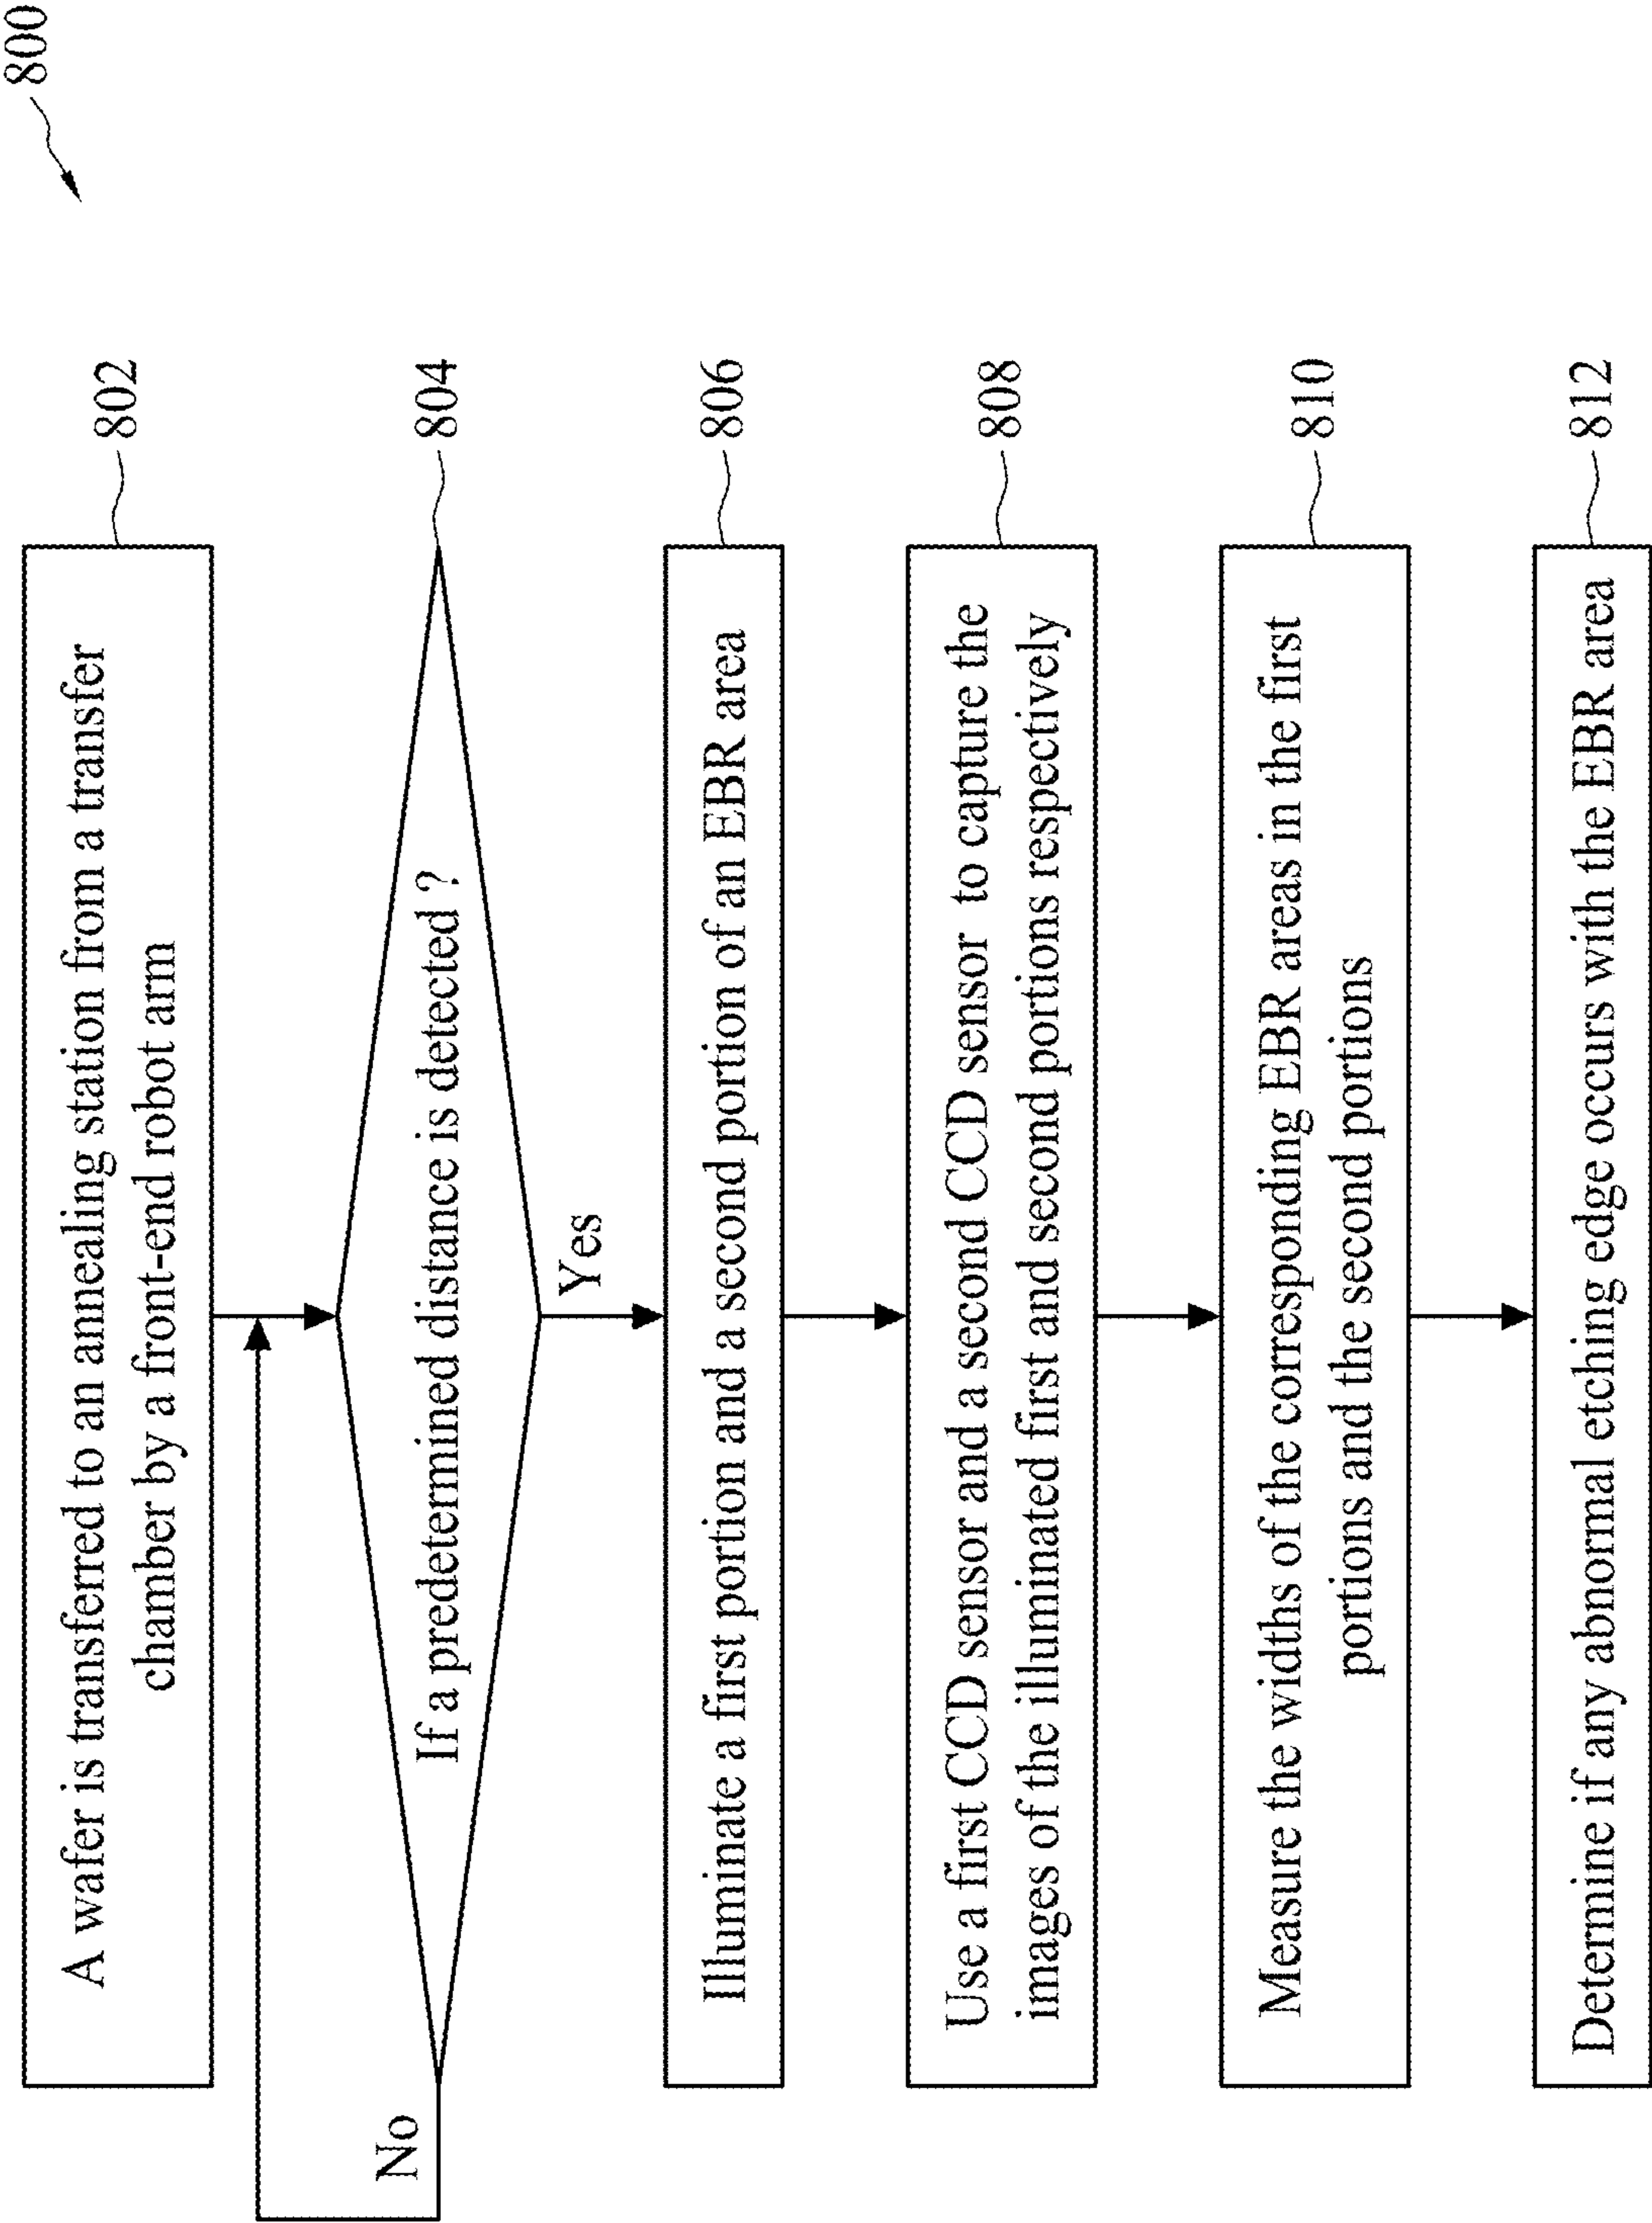 800
A wafer is transferred to an annealing station from a transfer
chamber by a front-end robot arm
802
If a predetermined distance is detected ?
804
No
Yes
Illuminate a first portion and a second portion of an EBR area
806
Use a first CCD sensor and a second CCD sensor to capture the
images of the illuminated first and second portions respectively
808
Measure the widths of the corresponding EBR areas in the first
portions and the second portions
810
Determine if any abnormal etching edge occurs with the EBR area
812